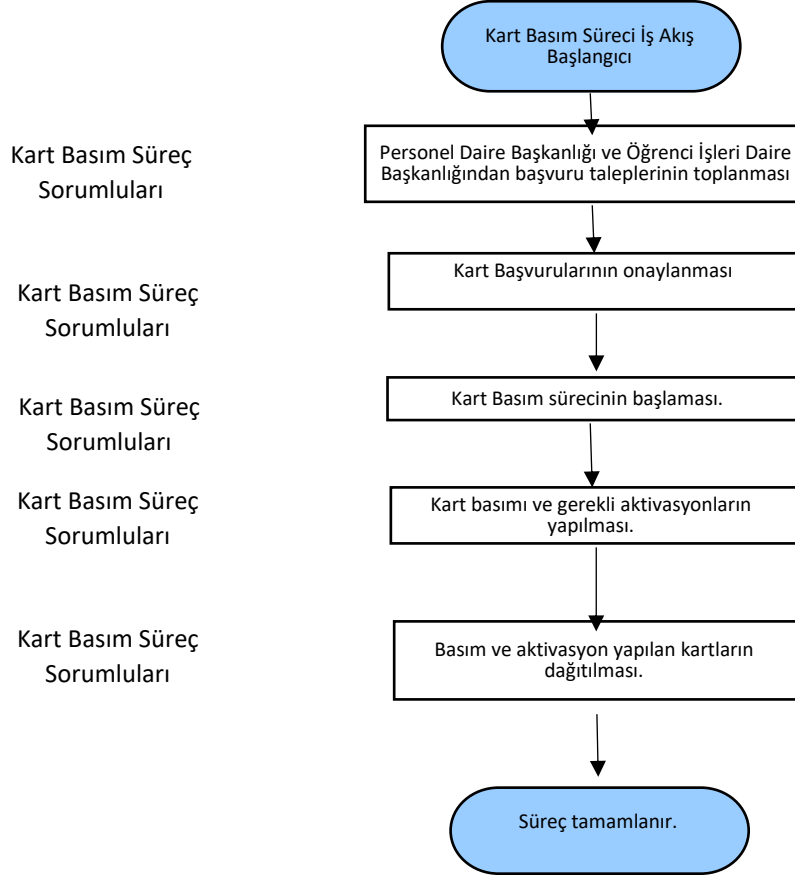 Kart Basım Süreci İş Akış
Başlangıcı
Kart Basım Süreç
Sorumluları
Personel Daire Başkanlığı ve Öğrenci İşleri Daire
Başkanlığından başvuru taleplerinin toplanması
Kart Basım Süreç
Sorumluları
Kart Başvurularının onaylanması
Kart Basım Süreç
Sorumluları
Kart Basım sürecinin başlaması.
Kart Basım Süreç
Sorumluları
Kart basımı ve gerekli aktivasyonların
yapılması.
Kart Basım Süreç
Sorumluları
Basım ve aktivasyon yapılan kartların
dağıtılması.
Süreç tamamlanır.